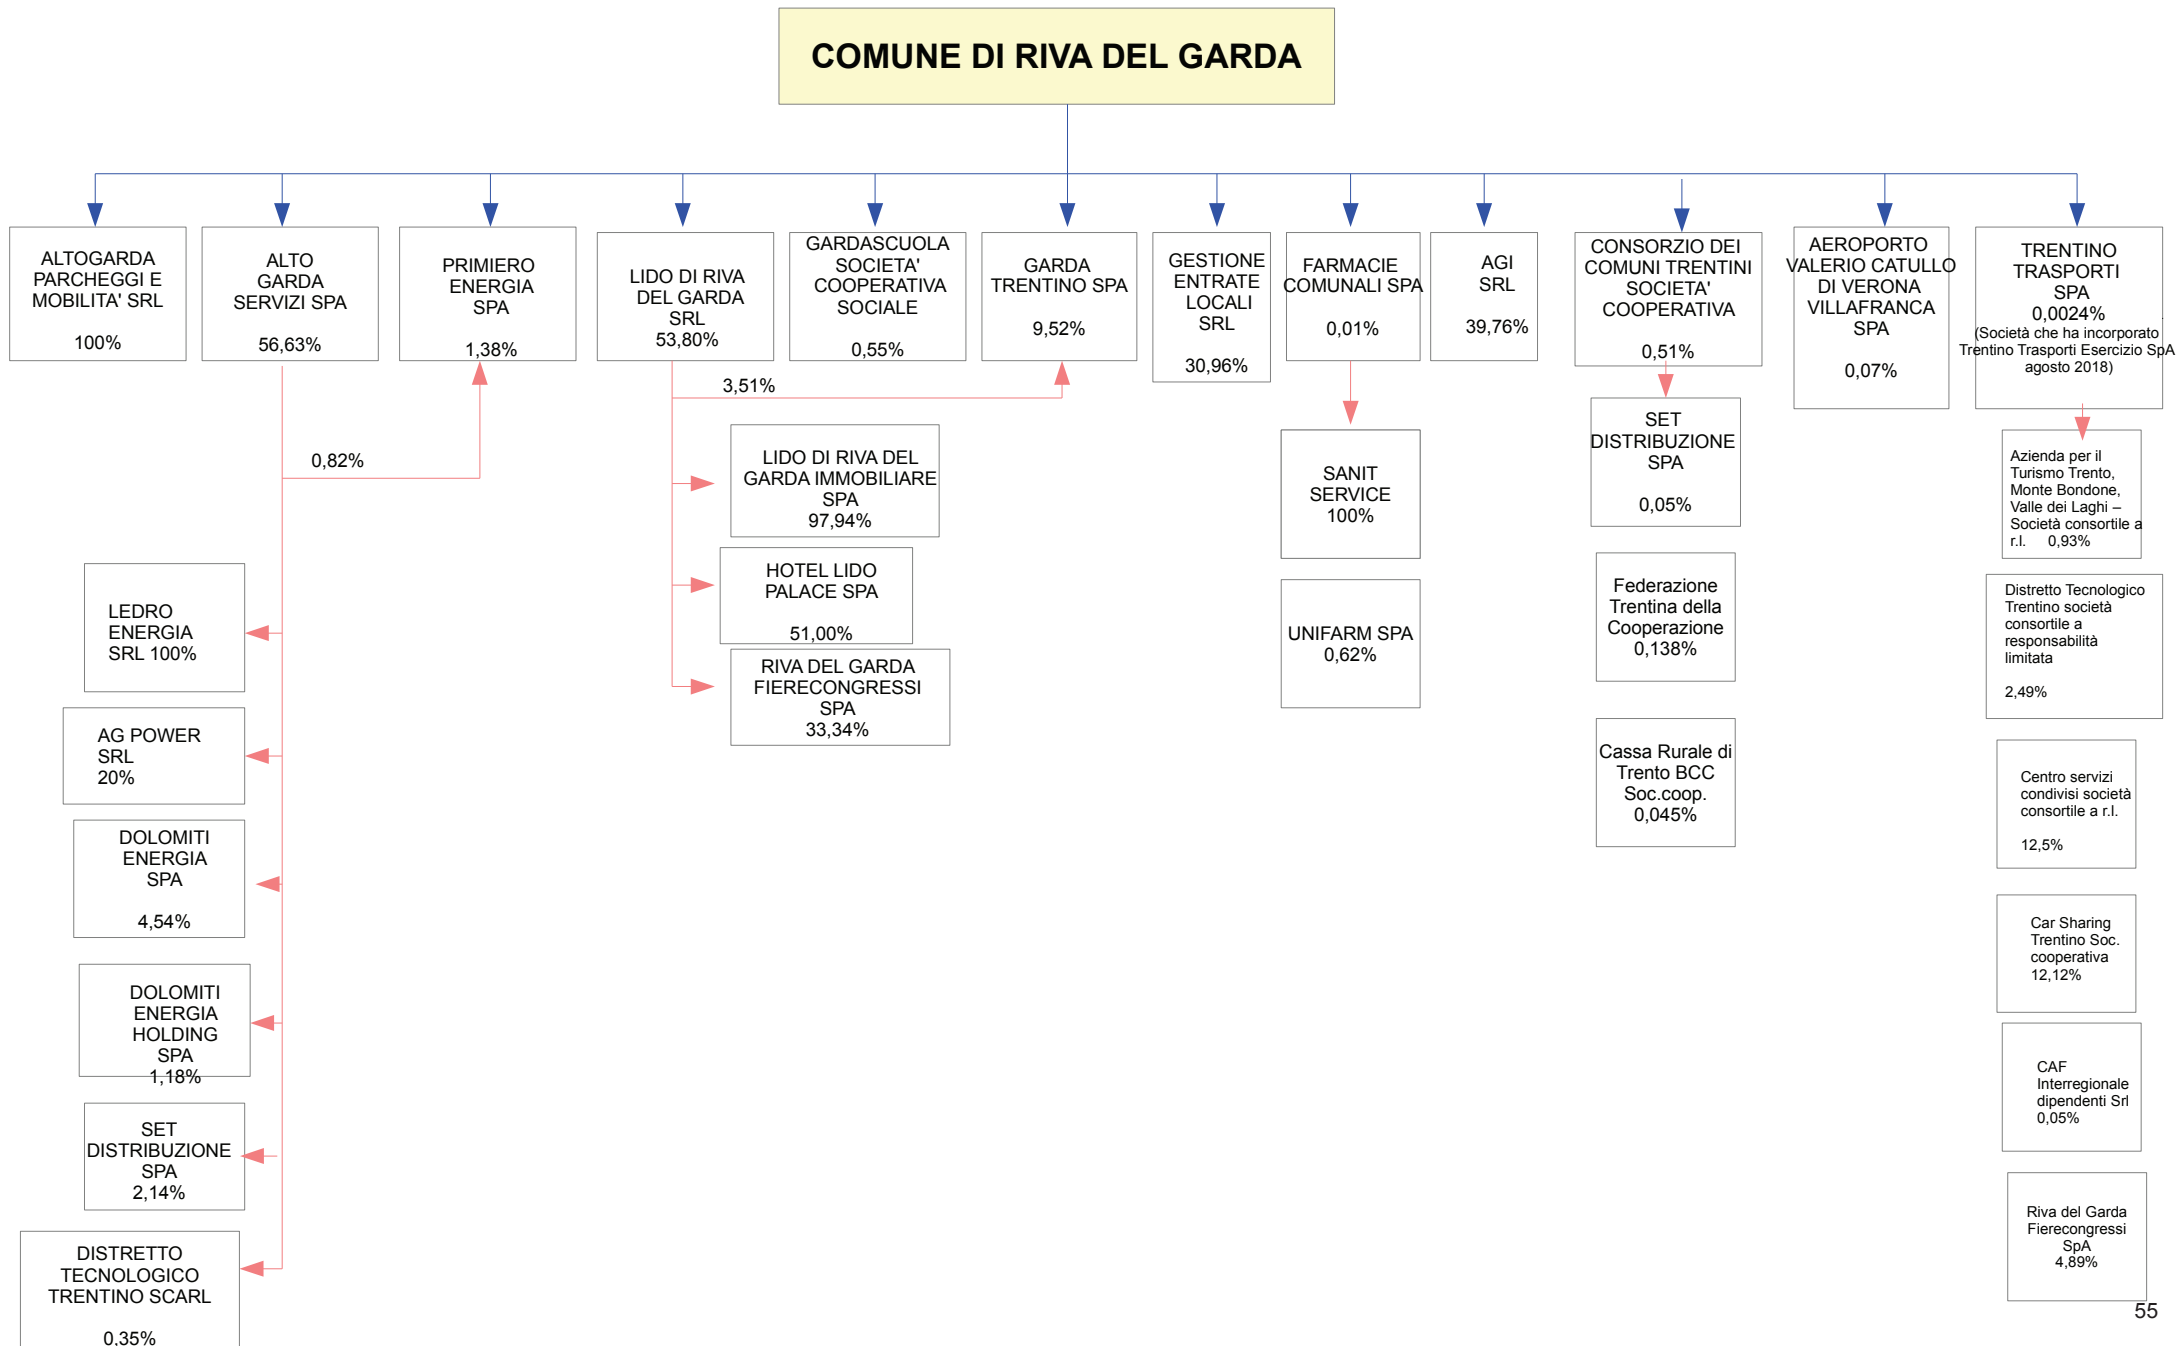 COMUNE DI RIVA DEL GARDA
ALTOGARDA
PARCHEGGI E
MOBILITA' SRL
100%
ALTO
GARDA
SERVIZI SPA
56,63%
PRIMIERO
ENERGIA
SPA
1,38%
LIDO DI RIVA
DEL GARDA
SRL
53,80%
GARDASCUOLA
SOCIETA'
COOPERATIVA
SOCIALE
0,55%
GARDA
TRENTINO SPA
9,52%
GESTIONE
ENTRATE
LOCALI
SRL
30,96%
FARMACIE
COMUNALI SPA
0,01%
AGI
SRL
39,76%
CONSORZIO DEI
COMUNI TRENTINI
SOCIETA'
COOPERATIVA
0,51%
AEROPORTO
VALERIO CATULLO
DI VERONA
VILLAFRANCA
SPA
0,07%
TRENTINO
TRASPORTI
SPA
0,0024%
(Società che ha incorporato
Trentino Trasporti Esercizio SpA
agosto 2018)
3,51%
0,82%
LIDO DI RIVA DEL
GARDA IMMOBILIARE
SPA
97,94%
HOTEL LIDO
PALACE SPA
51,00%
RIVA DEL GARDA
FIERECONGRESSI
SPA
33,34%
LEDRO
ENERGIA
SRL 100%
AG POWER
SRL
20%
DOLOMITI
ENERGIA
SPA
4,54%
DOLOMITI
ENERGIA
HOLDING
SPA
1,18%
SET
DISTRIBUZIONE
SPA
2,14%
DISTRETTO
TECNOLOGICO
TRENTINO SCARL
0,35%
SANIT
SERVICE
100%
UNIFARM SPA
0,62%
SET
DISTRIBUZIONE
SPA
0,05%
Federazione
Trentina della
Cooperazione
0,138%
Cassa Rurale di
Trento BCC
Soc.coop.
0,045%
Azienda per il
Turismo Trento,
Monte Bondone,
Valle dei Laghi –
Società consortile a
r.l. 0,93%
Distretto Tecnologico
Trentino società
consortile a
responsabilità
limitata
2,49%
Centro servizi
condivisi società
consortile a r.l.
12,5%
Car Sharing
Trentino Soc.
cooperativa
12,12%
CAF
Interregionale
dipendenti Srl
0,05%
Riva del Garda
Fierecongressi
SpA
4,89%
55